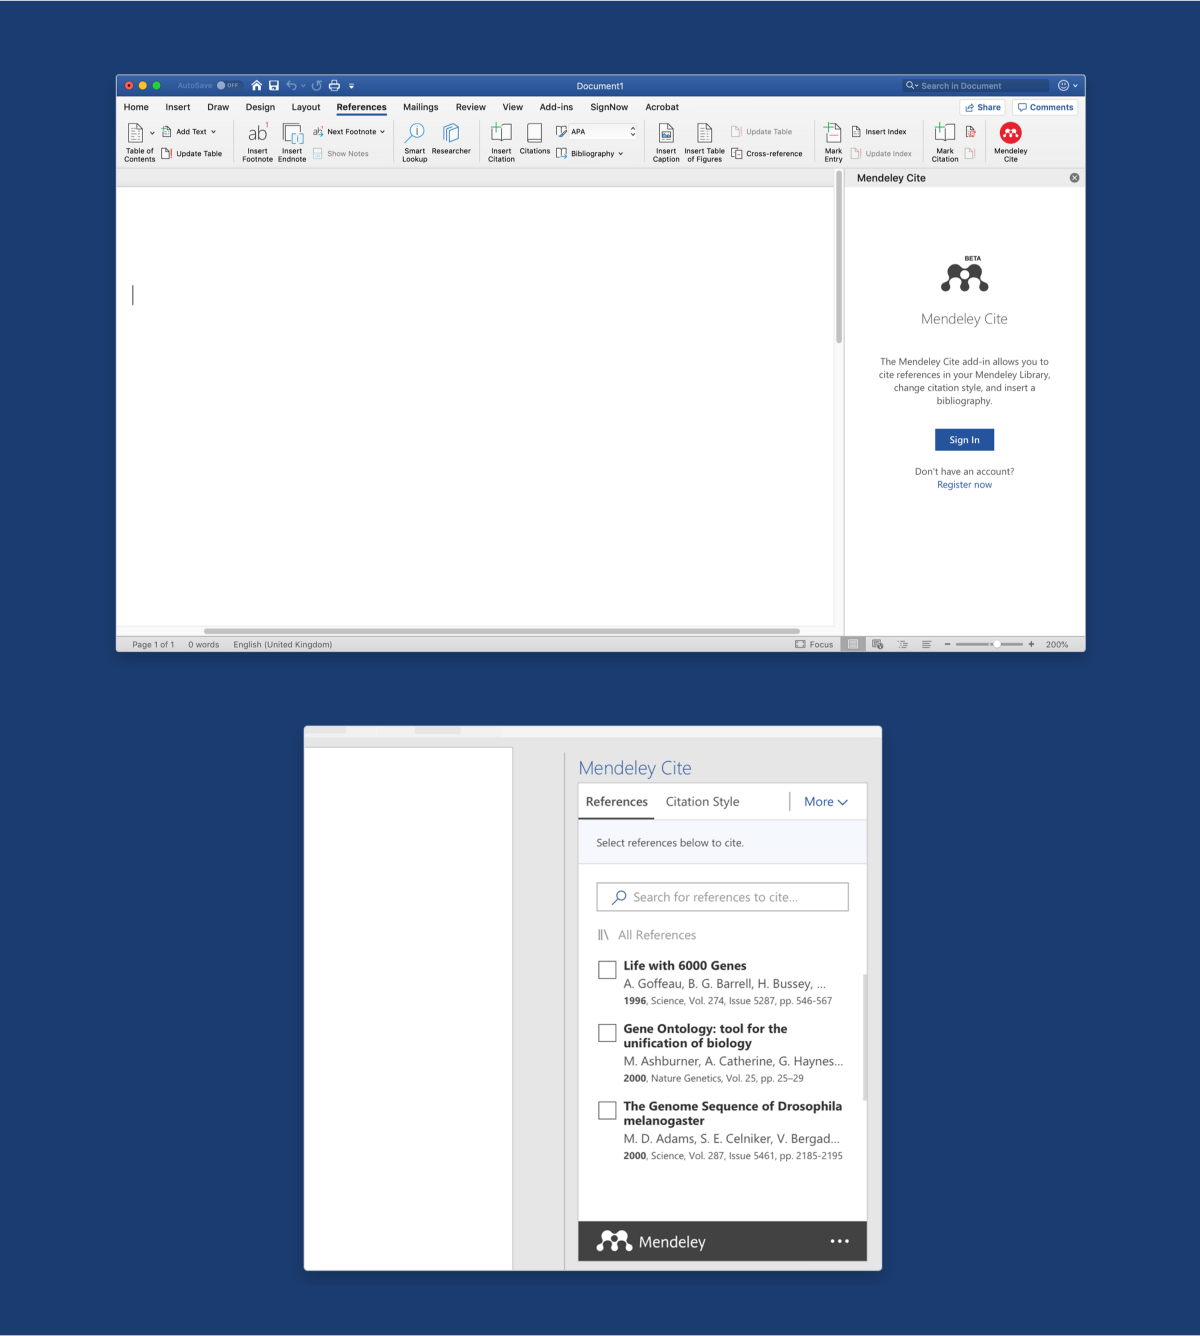 AutoSave OFF Document1 Search in Document
Home Insert Draw Design Layout References Mailings Review View Add-ins SignNow Acrobat Share Comments
Table of Contents
Add Text
Update Table
ab1
Insert Footnote
Insert Endnote
ab Next Footnote
Show Notes
Smart Lookup
Researcher
Insert Citation
Citations
APA
Bibliography
Insert Caption
Insert Table of Figures
Update Table
Cross-reference
Mark Entry
Insert Index
Update Index
Mark Citation
Mendeley Cite
Mendeley Cite
BETA
Mendeley Cite
The Mendeley Cite add-in allows you to
cite references in your Mendeley Library,
change citation style, and insert a
bibliography.
Sign In
Don't have an account?
Register now
Page 1 of 1 0 words English (United Kingdom) Focus 200%
Mendeley Cite
References Citation Style More
Select references below to cite.
Search for references to cite...
All References
Life with 6000 Genes
A. Goffeau, B. G. Barrell, H. Bussey, ...
1996, Science, Vol. 274, Issue 5287, pp. 546-567
Gene Ontology: tool for the
unification of biology
M. Ashburner, A. Catherine, G. Haynes...
2000, Nature Genetics, Vol. 25, pp. 25–29
The Genome Sequence of Drosophila
melanogaster
M. D. Adams, S. E. Celniker, V. Bergad...
2000, Science, Vol. 287, Issue 5461, pp. 2185-2195
Mendeley